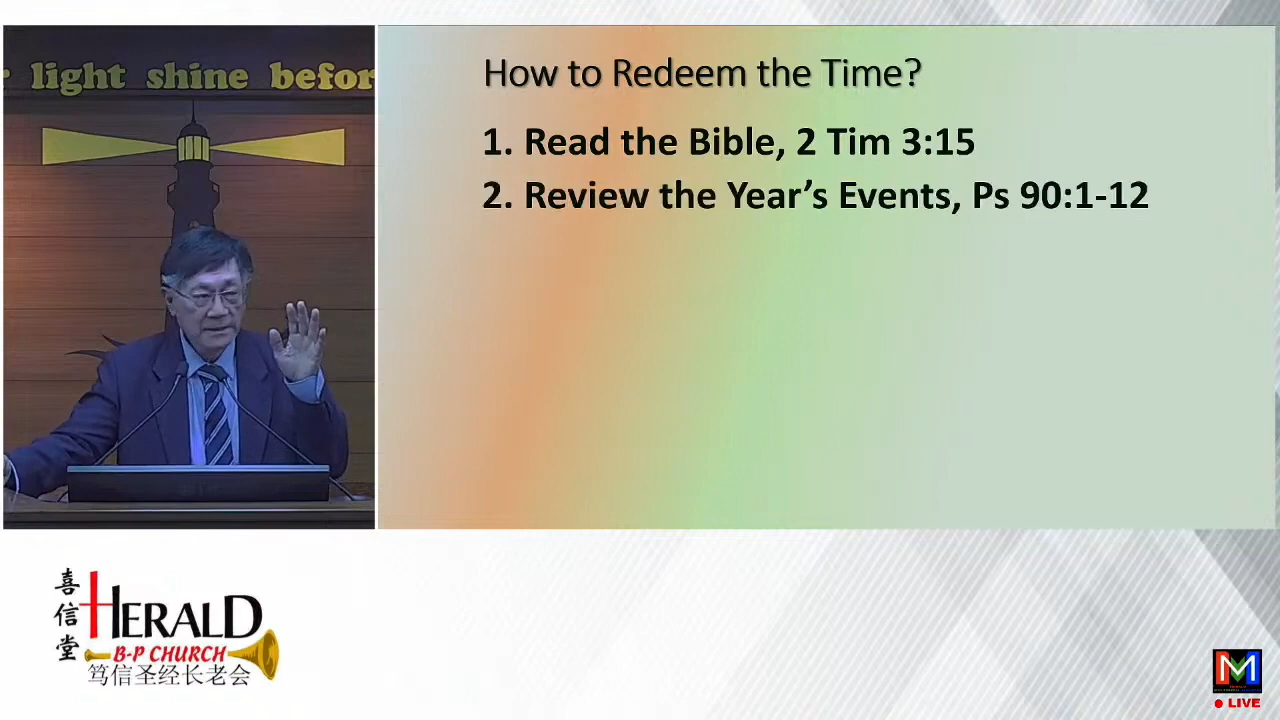 light shine befor
How to Redeem the Time?
1. Read the Bible, 2 Tim 3:15
2. Review the Year's Events, Ps 90:1-12
喜信堂
HERALD
B-P CHURCH
笃信圣经长老会
M
LIVE